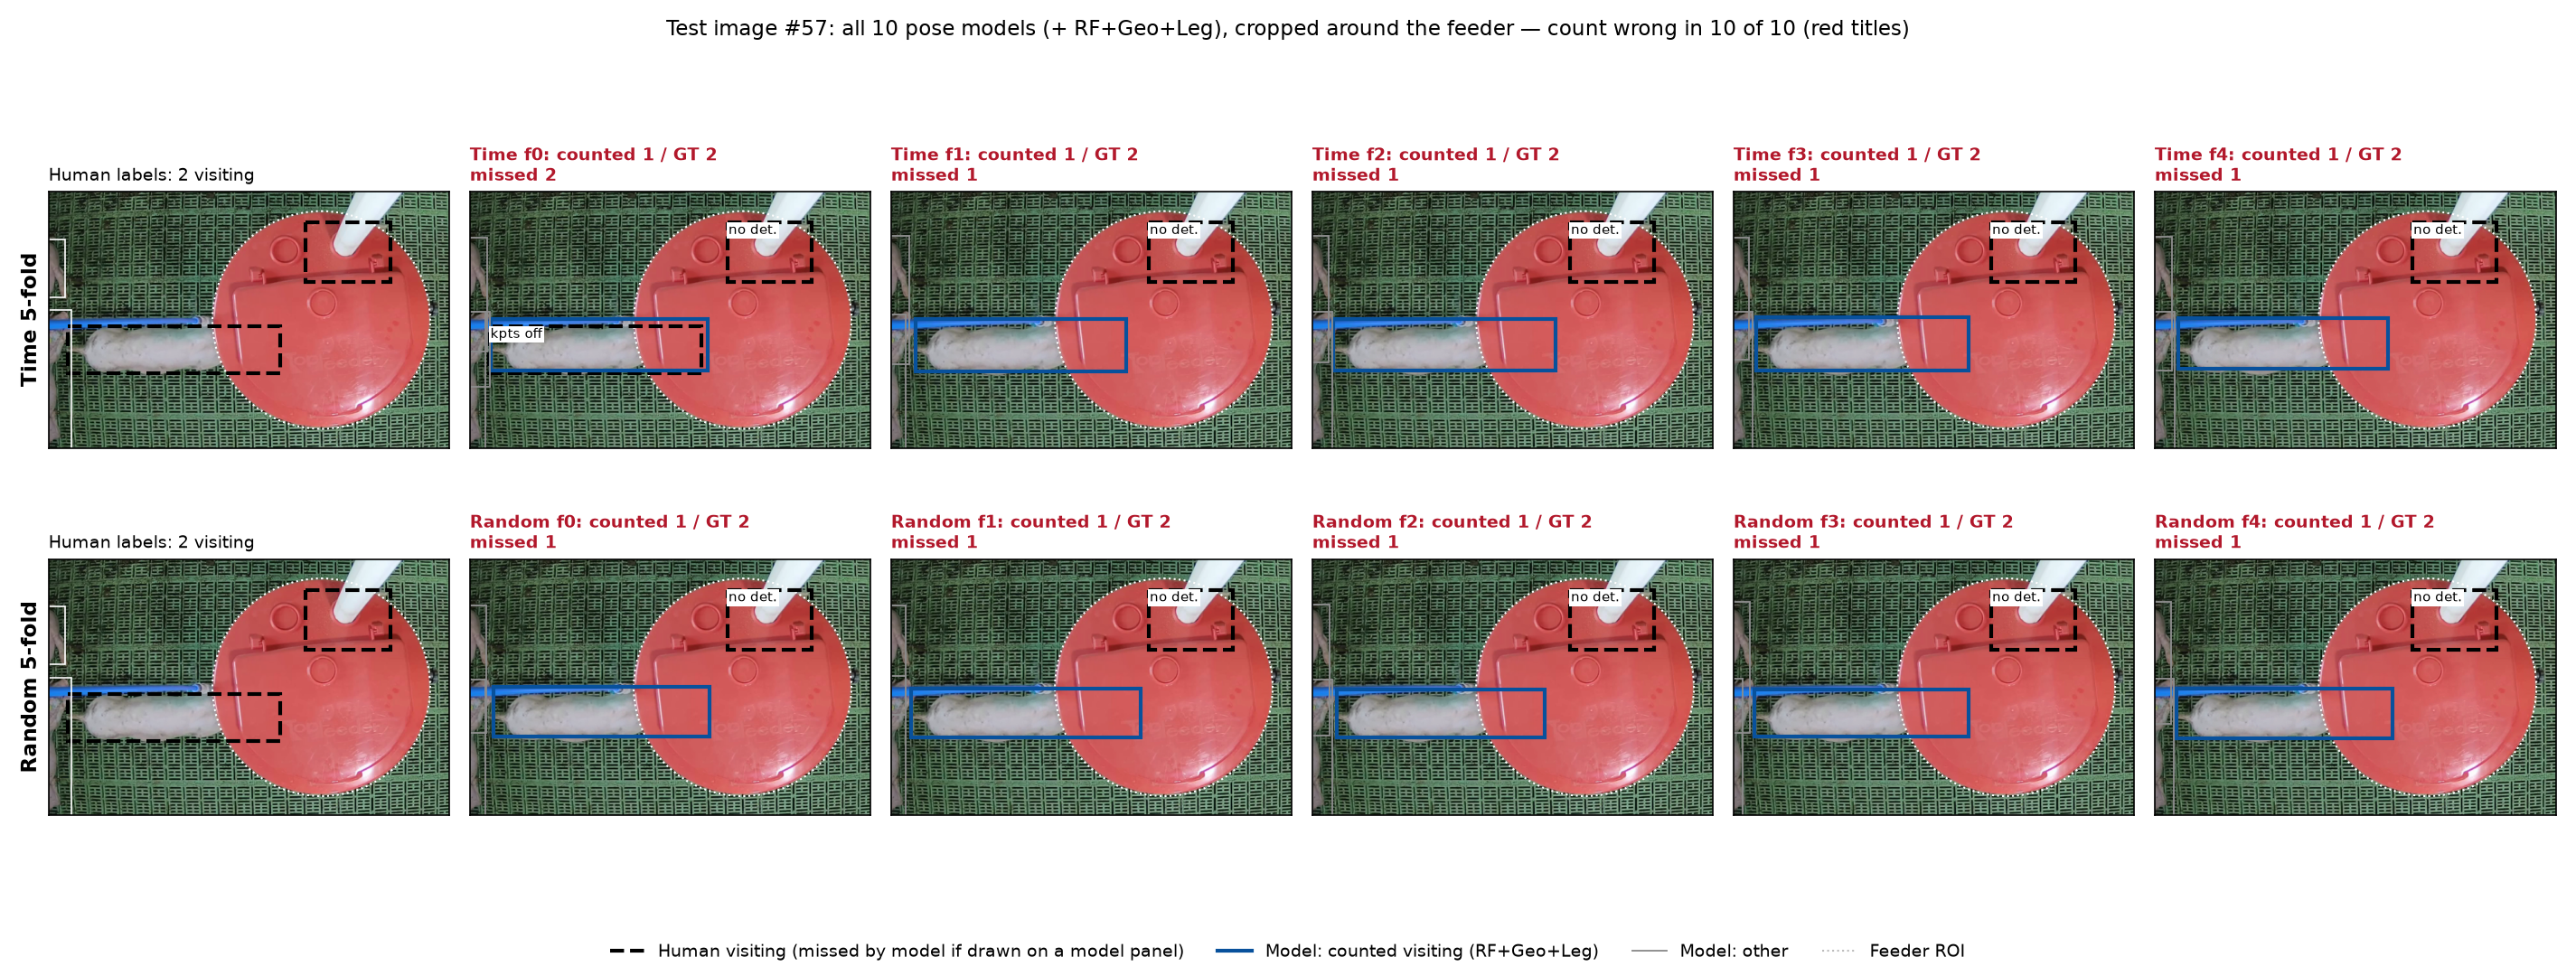 Test image #57: all 10 pose models (+ RF+Geo+Leg), cropped around the feeder — count wrong in 10 of 10 (red titles)
Time 5-fold
Human labels: 2 visiting
Time f0: counted 1 / GT 2
missed 2
no det.
kpts off
Time f1: counted 1 / GT 2
missed 1
no det.
Time f2: counted 1 / GT 2
missed 1
no det.
Time f3: counted 1 / GT 2
missed 1
no det.
Time f4: counted 1 / GT 2
missed 1
no det.
Random 5-fold
Human labels: 2 visiting
Random f0: counted 1 / GT 2
missed 1
no det.
Random f1: counted 1 / GT 2
missed 1
no det.
Random f2: counted 1 / GT 2
missed 1
no det.
Random f3: counted 1 / GT 2
missed 1
no det.
Random f4: counted 1 / GT 2
missed 1
no det.
Human visiting (missed by model if drawn on a model panel)
Model: counted visiting (RF+Geo+Leg)
Model: other
Feeder ROI